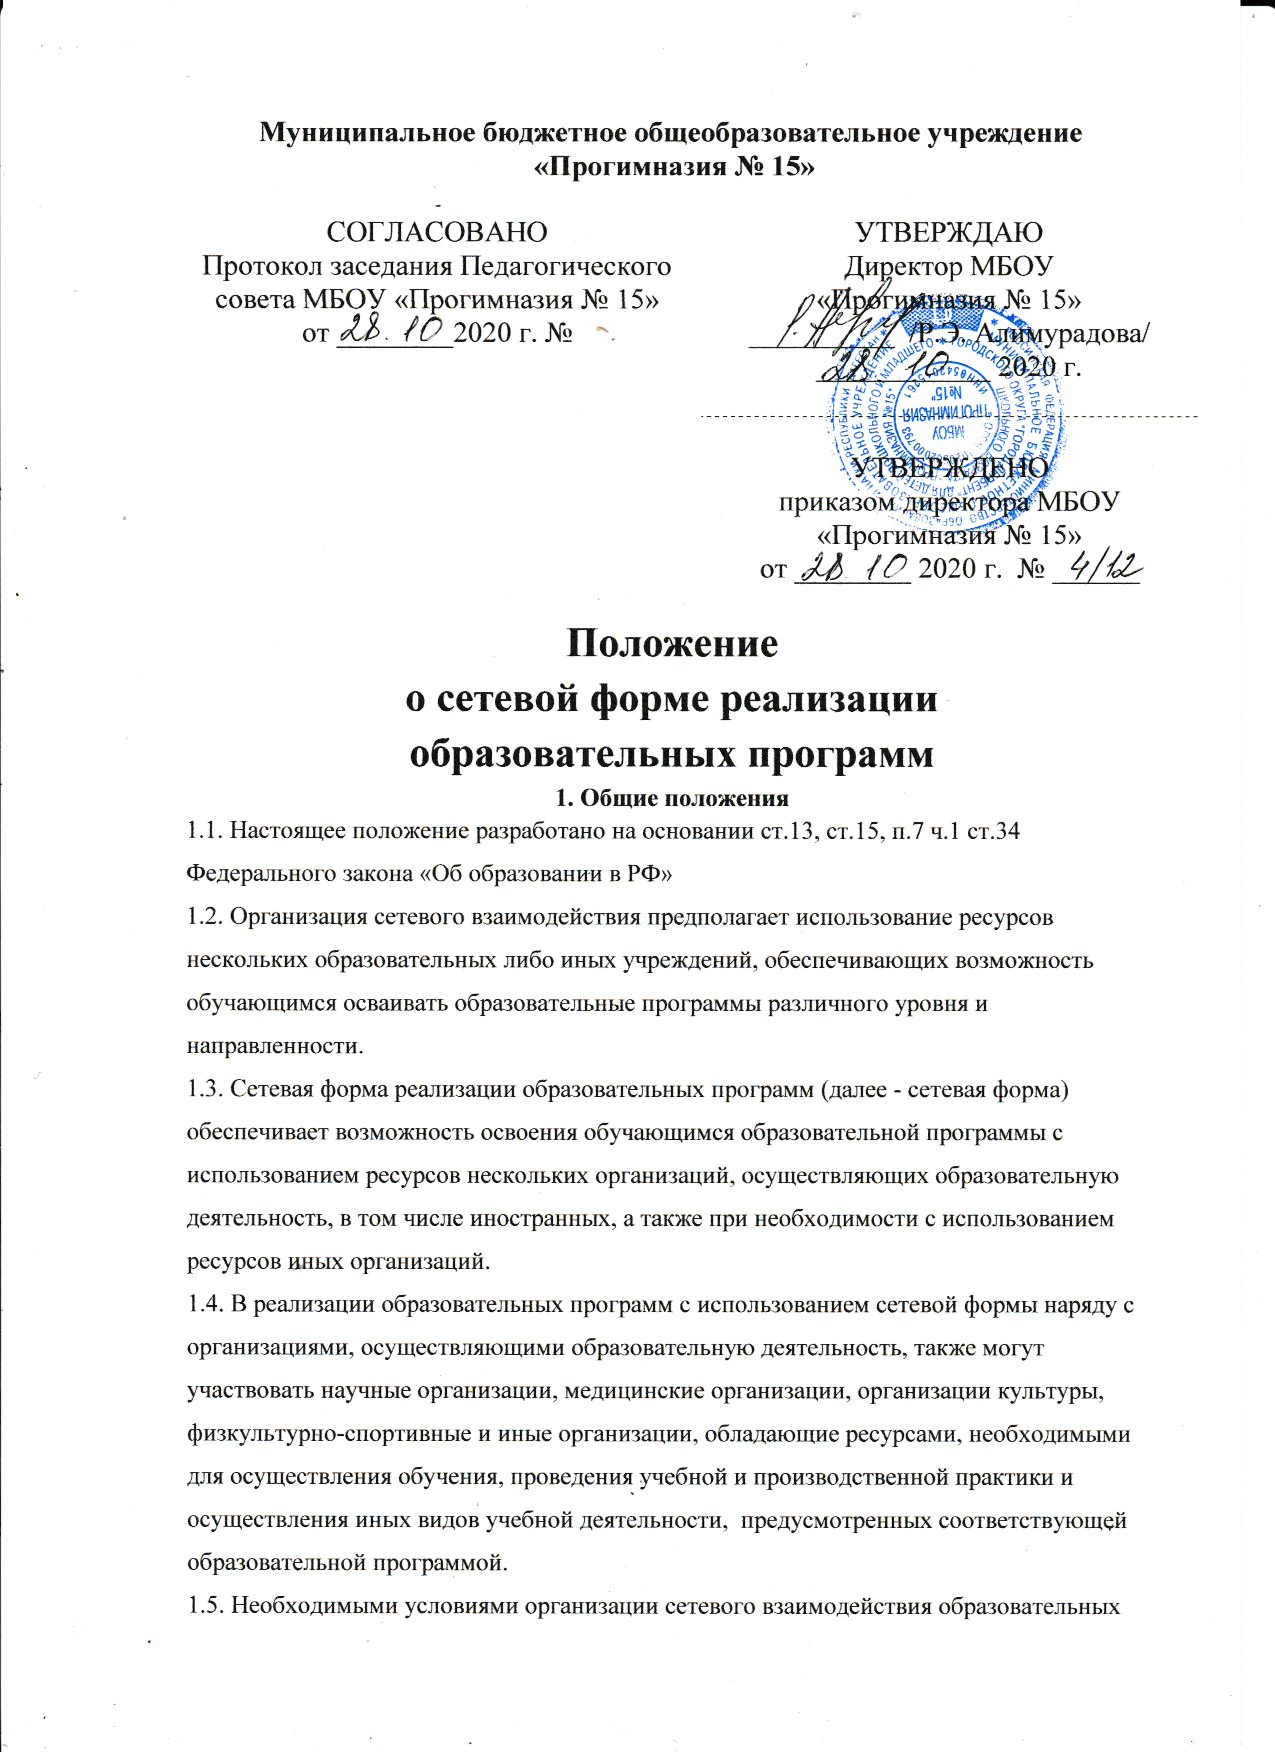 Муниципальное бюджетное общеобразовательное учреждение
«Прогимназия № 15»
СОГЛАСОВАНО
Протокол заседания Педагогического
совета МБОУ «Прогимназия № 15»
от 28.10 2020 г. №
УТВЕРЖДАЮ
Директор МБОУ
«Прогимназия № 15»
/Р.Э. Алимурадова/
28 10 2020 г.
МБОУ
"ПРОГИМНАЗИЯ
№15"
УТВЕРЖДЕНО
приказом директора МБОУ
«Прогимназия № 15»
от 28 10 2020 г. № 4/12
Положение
о сетевой форме реализации
образовательных программ
1. Общие положения
1.1. Настоящее положение разработано на основании ст.13, ст.15, п.7 ч.1 ст.34
Федерального закона «Об образовании в РФ»
1.2. Организация сетевого взаимодействия предполагает использование ресурсов
нескольких образовательных либо иных учреждений, обеспечивающих возможность
обучающимся осваивать образовательные программы различного уровня и
направленности.
1.3. Сетевая форма реализации образовательных программ (далее - сетевая форма)
обеспечивает возможность освоения обучающимся образовательной программы с
использованием ресурсов нескольких организаций, осуществляющих образовательную
деятельность, в том числе иностранных, а также при необходимости с использованием
ресурсов иных организаций.
1.4. В реализации образовательных программ с использованием сетевой формы наряду с
организациями, осуществляющими образовательную деятельность, также могут
участвовать научные организации, медицинские организации, организации культуры,
физкультурно-спортивные и иные организации, обладающие ресурсами, необходимыми
для осуществления обучения, проведения учебной и производственной практики и
осуществления иных видов учебной деятельности, предусмотренных соответствующей
образовательной программой.
1.5. Необходимыми условиями организации сетевого взаимодействия образовательных